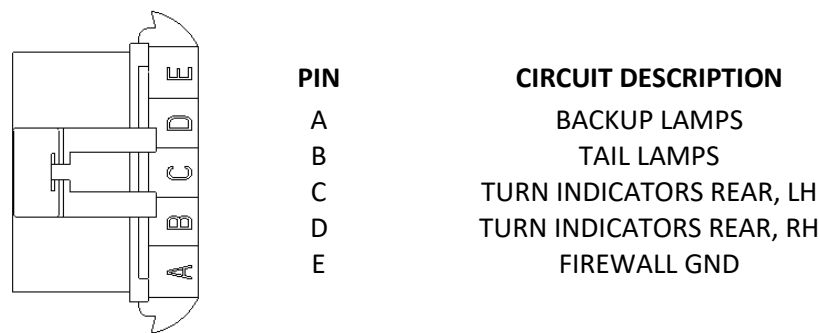 E
D
C
B
A
PIN CIRCUIT DESCRIPTION
A BACKUP LAMPS
B TAIL LAMPS
C TURN INDICATORS REAR, LH
D TURN INDICATORS REAR, RH
E FIREWALL GND